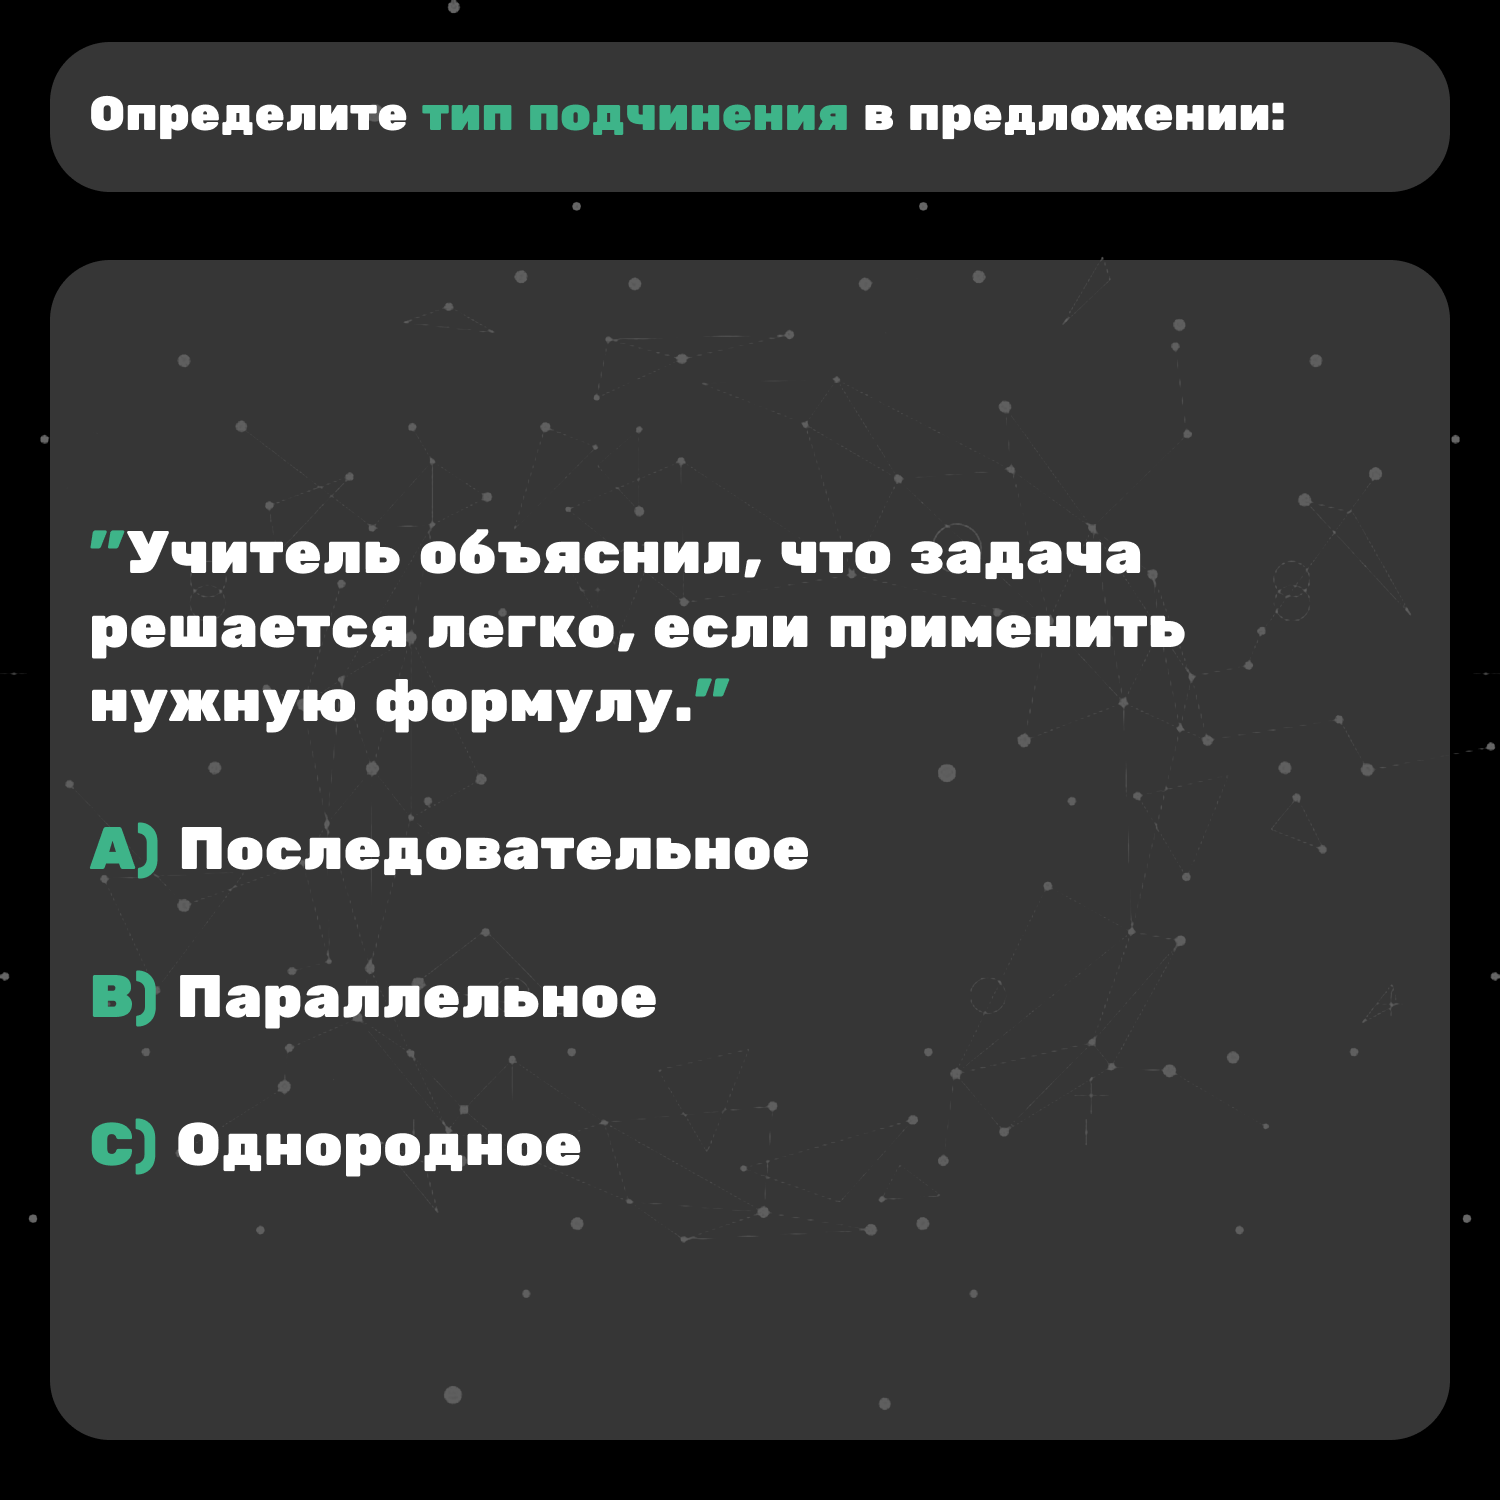 Определите тип подчинения в предложении:
"Учитель объяснил, что задача
решается легко, если применить
нужную формулу."
A) Последовательное
B) Параллельное
C) Однородное